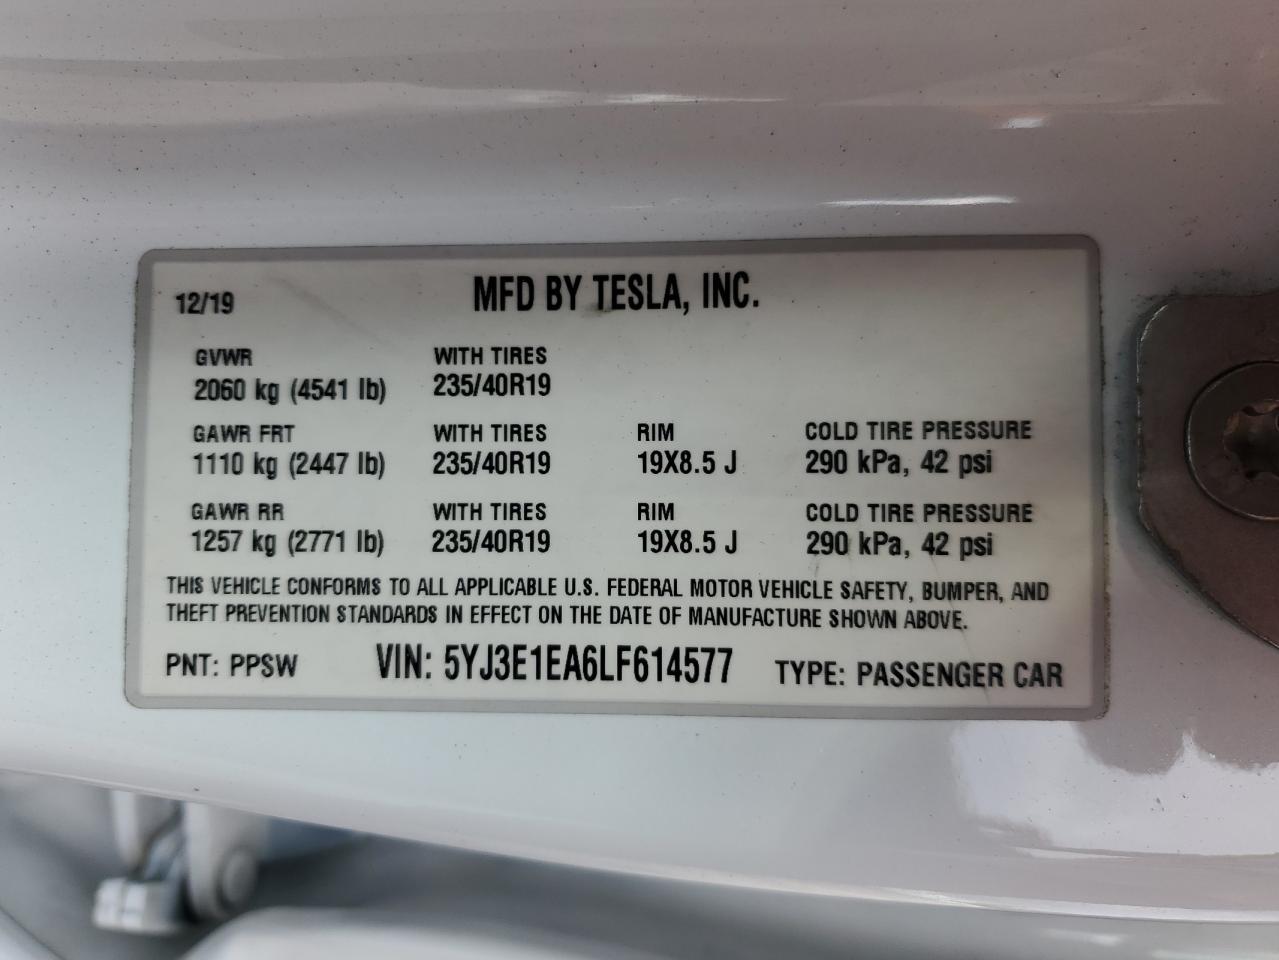 12/19 MFD BY TESLA, INC.
GVWR WITH TIRES
2060 kg (4541 lb) 235/40R19
GAWR FRT WITH TIRES RIM COLD TIRE PRESSURE
1110 kg (2447 lb) 235/40R19 19X8.5 J 290 kPa, 42 psi
GAWR RR WITH TIRES RIM COLD TIRE PRESSURE
1257 kg (2771 lb) 235/40R19 19X8.5 J 290 kPa, 42 psi
THIS VEHICLE CONFORMS TO ALL APPLICABLE U.S. FEDERAL MOTOR VEHICLE SAFETY, BUMPER, AND
THEFT PREVENTION STANDARDS IN EFFECT ON THE DATE OF MANUFACTURE SHOWN ABOVE.
PNT: PPSW VIN: 5YJ3E1EA6LF614577 TYPE: PASSENGER CAR